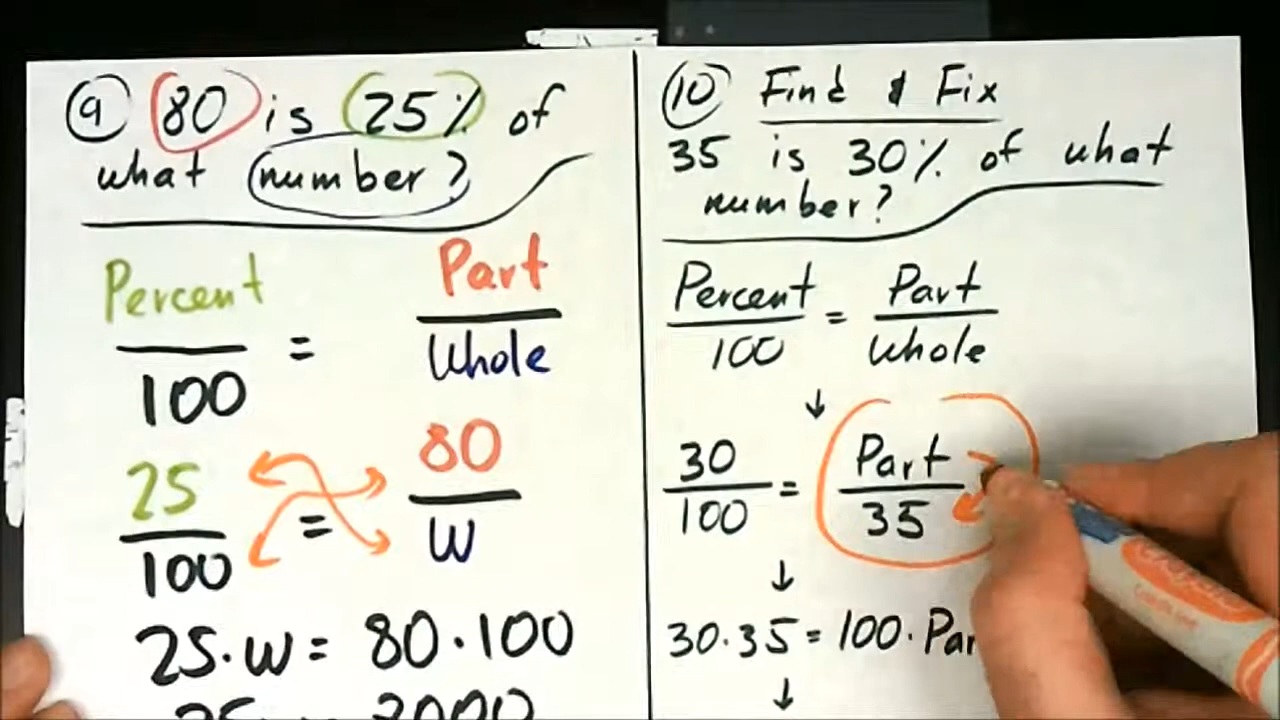 9 80 is 25% of
what number?
Percent
100
=
Part
Whole
25
100
=
80
W
25·W = 80·100
10 Find & Fix
35 is 30% of what
number?
Percent
100
=
Part
Whole
↓
30
100
=
Part
35
↓
30·35 = 100·Par
↓
Crayola